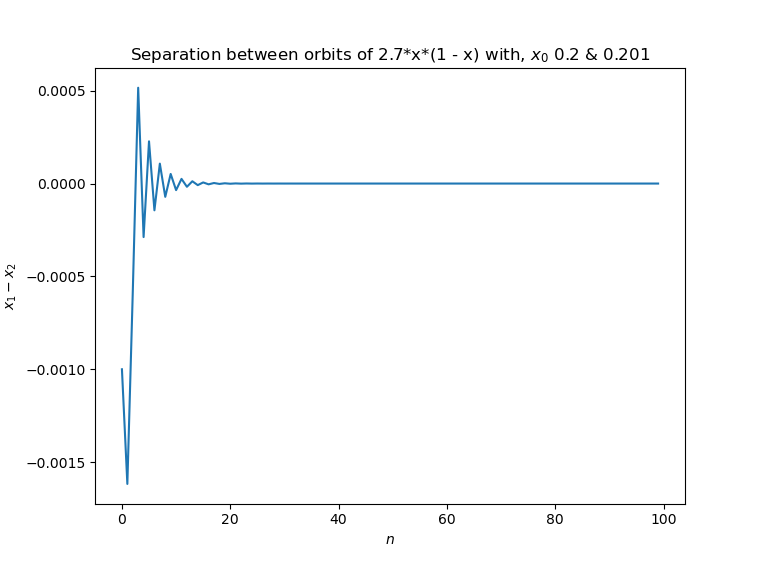 Separation between orbits of 2.7*x*(1 - x) with, x₀ 0.2 & 0.201
0.0005
0.0000
−0.0005
−0.0010
−0.0015
x₁ − x₂
0 20 40 60 80 100
n